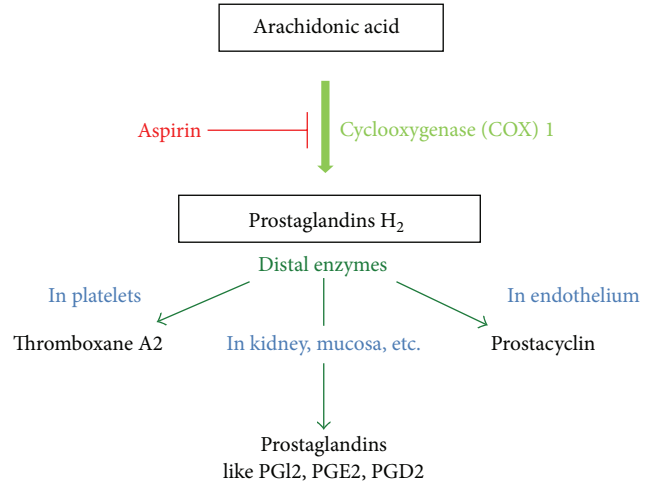 Arachidonic acid
Aspirin
Cyclooxygenase (COX) 1
Prostaglandins H2
Distal enzymes
In platelets
In endothelium
Thromboxane A2
In kidney, mucosa, etc.
Prostacyclin
Prostaglandins
like PGl2, PGE2, PGD2